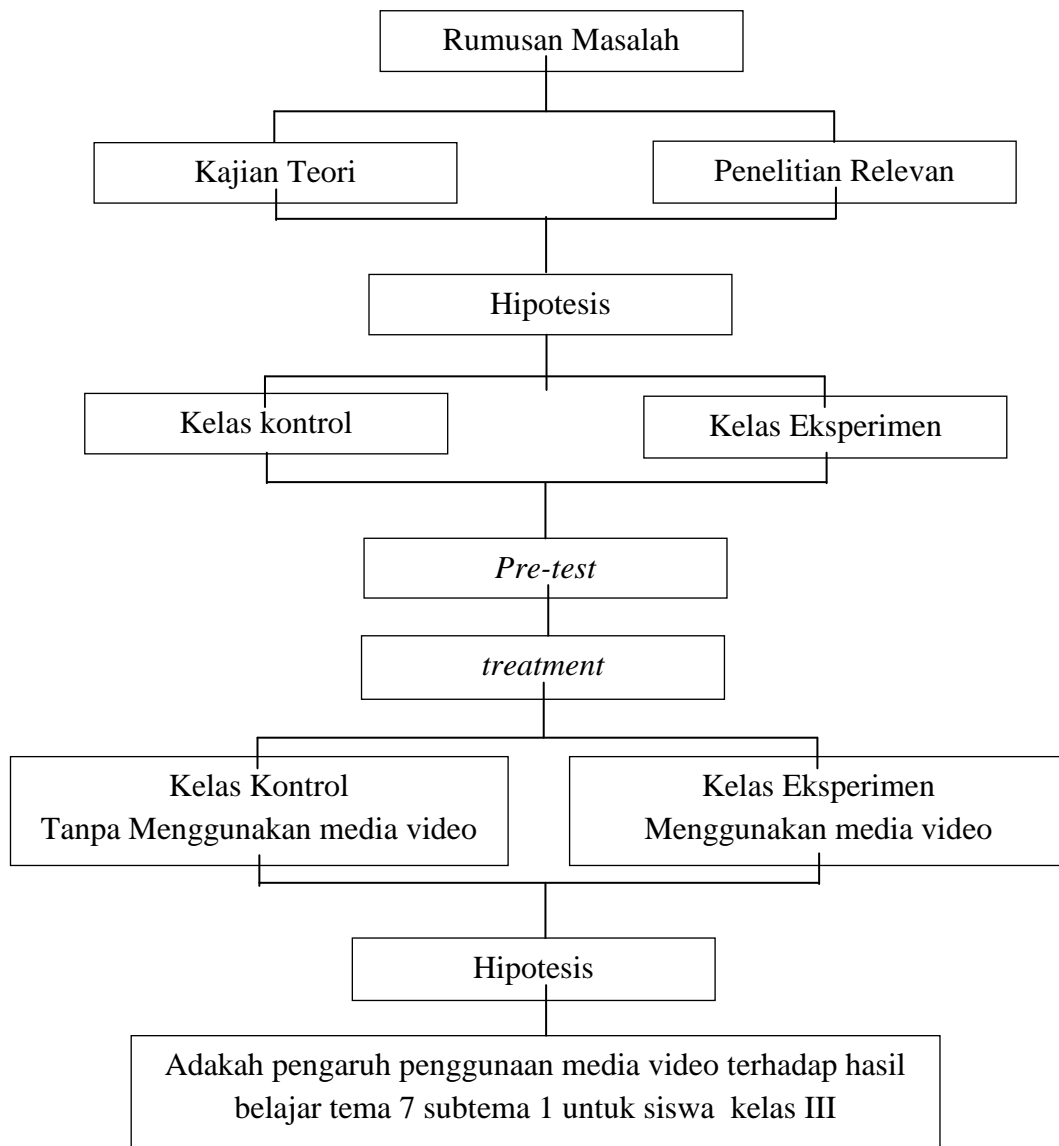 Rumusan Masalah
Kajian Teori
Penelitian Relevan
Hipotesis
Kelas kontrol
Kelas Eksperimen
Pre-test
treatment
Kelas Kontrol
Tanpa Menggunakan media video
Kelas Eksperimen
Menggunakan media video
Hipotesis
Adakah pengaruh penggunaan media video terhadap hasil
belajar tema 7 subtema 1 untuk siswa kelas III